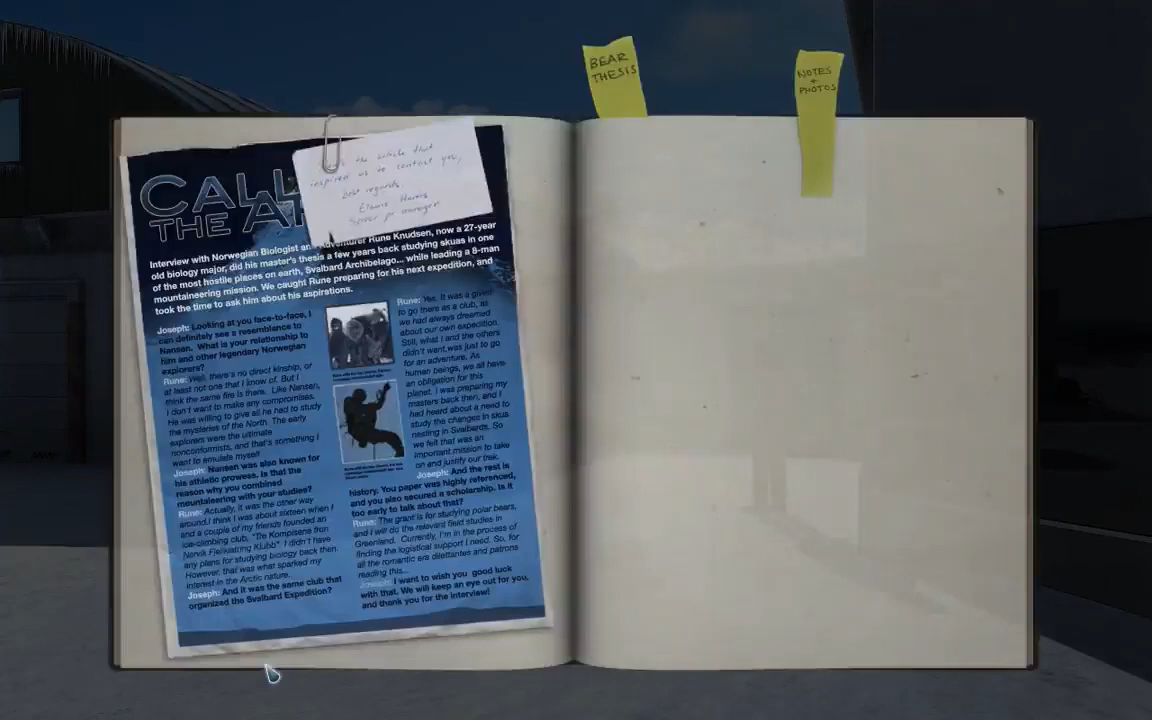 BEAR
THESIS
NOTES
+
PHOTOS
the article that
inspired us to contact you,
best regards,
Elaine
manager
CALL
THE
Interview with Norwegian Biologist an Adventurer Rune Knudsen, now a 27-year
old biology major, did his master's thesis a few years back studying skuas in one
of the most hostile places on earth, Svalbard Archibelago... while leading a 8-man
mountaineering mission. We caught Rune preparing for his next expedition, and
took the time to ask him about his aspirations.
Joseph: Looking at you face-to-face, I
can definitely see a resemblance to
Nansen. What is your relationship to
him and other legendary Norwegian
explorers?
Rune: Well, there's no direct kinship, or
at least not one that I know of. But I
think the same fire is there. Like Nansen,
I don't want to make any compromises.
He was willing to give all he had to study
the mysteries of the North. The early
explorers were the ultimate
nonconformists, and that's something I
want to emulate myself
Joseph: Nansen was also known for
his athletic prowess. Is that the
reason why you combined
mountaineering with your studies?
Rune: Actually, it was the other way
around.I think I was about sixteen when I
and a couple of my friends founded an
ice-climbing club, "Tre Kompisene fron
Narvik Fjellklatring Klubb" I didn't have
any plans for studying biology back then.
However, that was what sparked my
interest in the Arctic nature.
Joseph: And it was the same club that
organized the Svalbard Expedition?
Rune: Yes. It was a given
to go there as a club, as
we had always dreamed
about our own expedition.
Still, what I and the others
didn't want was just to go
for an adventure. As
human beings, we all have
an obligation for this
planet. I was preparing my
masters back then, and I
had heard about a need to
study the changes in skus
nesting in Svalbards. So
we felt that was an
important mission to take
on and justify our trek.
Joseph: And the rest is
history. You paper was highly referenced,
and you also secured a scholarship. Is it
too early to talk about that?
Rune: The grant is for studying polar bears,
and I will do the relevant field studies in
Greenland. Currently, I'm in the process of
finding the logistical support I need. So, for
all the romantic era dilettantes and patrons
reading this...
Joseph: I want to wish you good luck
with that. We will keep an eye out for you,
and thank you for the interview!